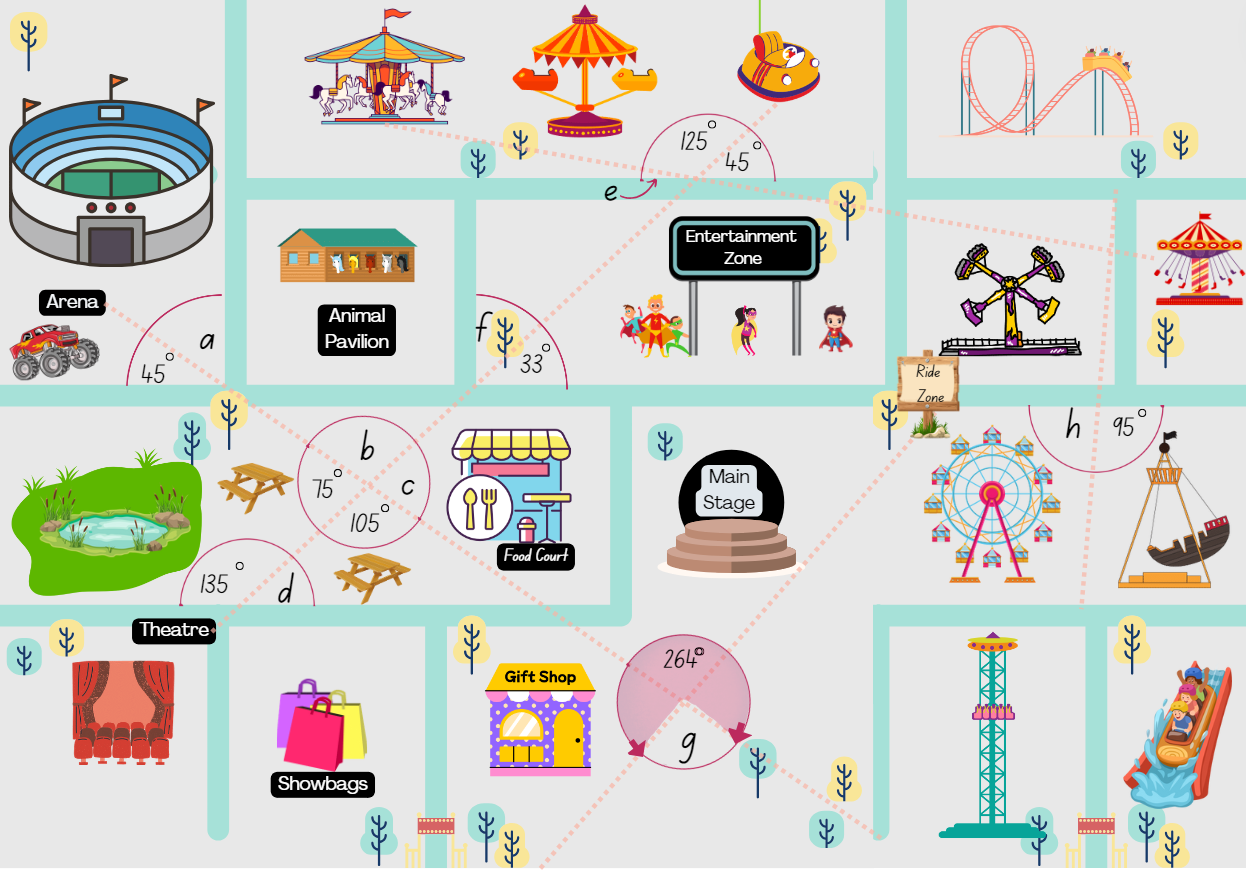 125°
45°
e
Entertainment
Zone
Arena
a
45°
Animal
Pavilion
f
33°
Ride
Zone
h
95°
b
75°
c
105°
Main
Stage
Food Court
135°
d
Theatre
264°
Gift Shop
g
Showbags